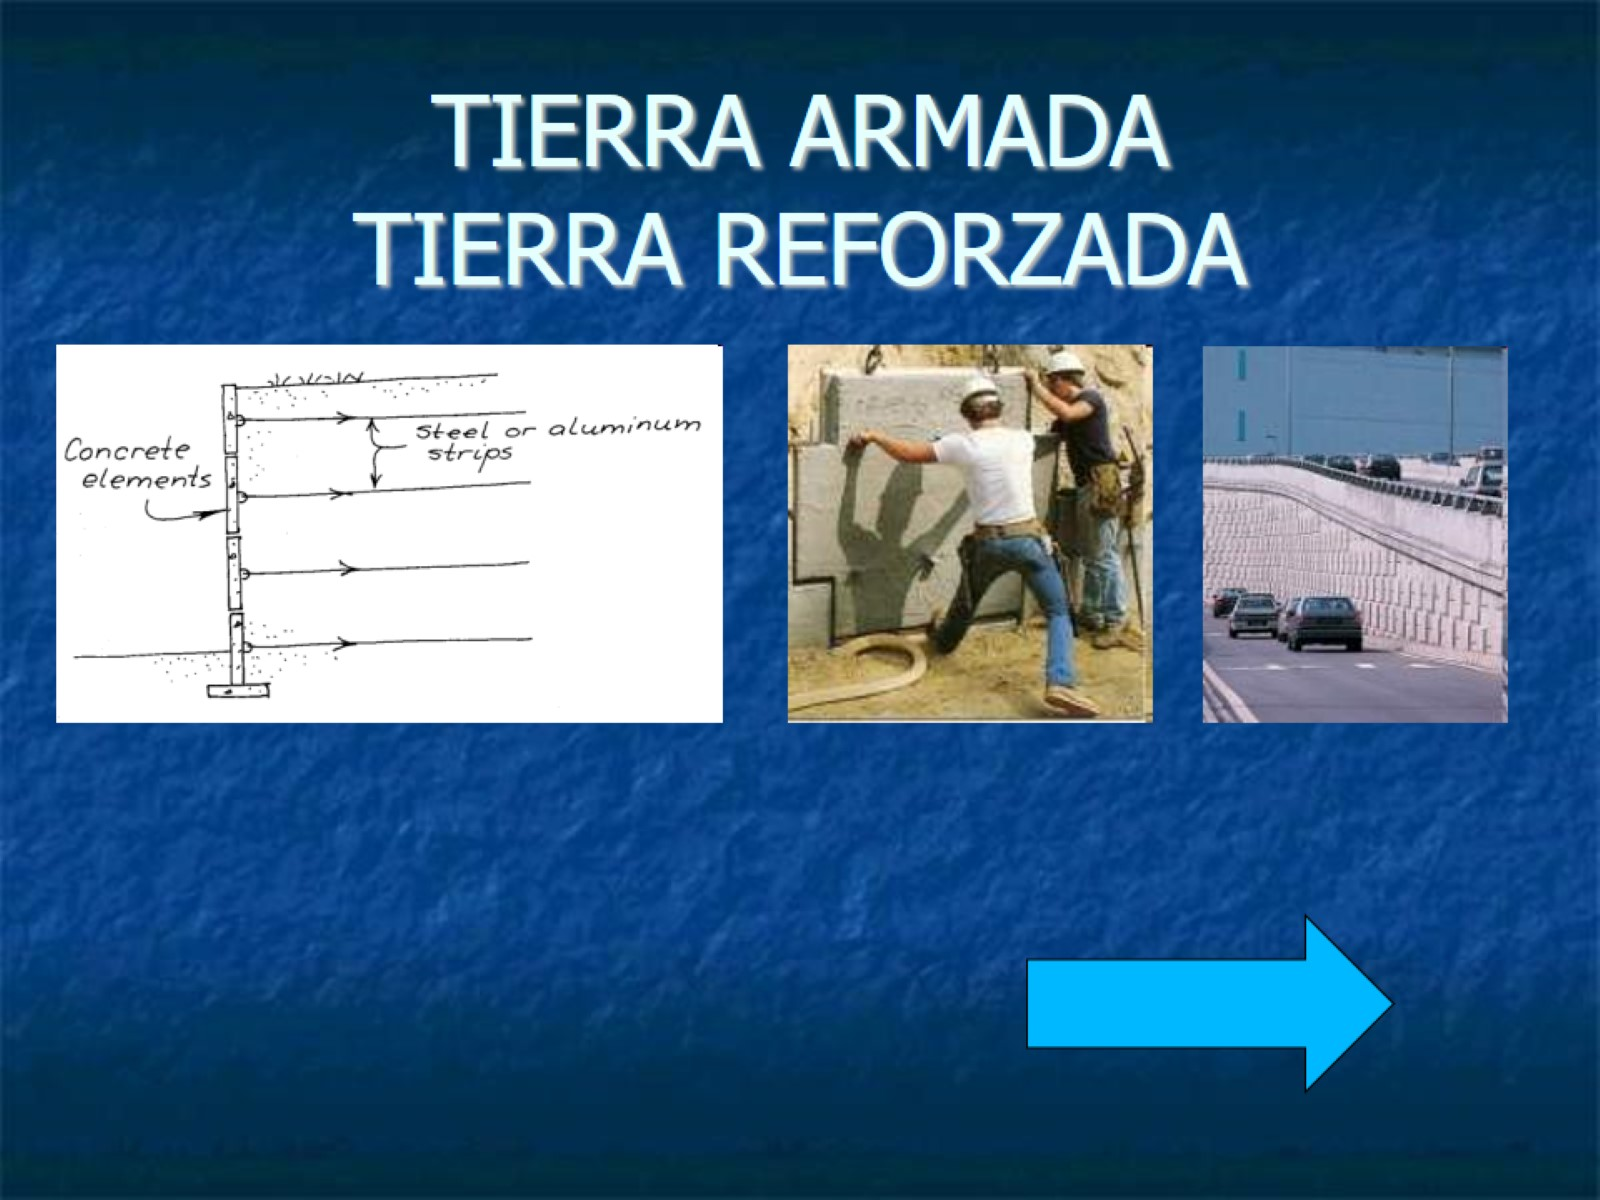 TIERRA ARMADA
TIERRA REFORZADA
Concrete
elements
Steel or aluminum
strips